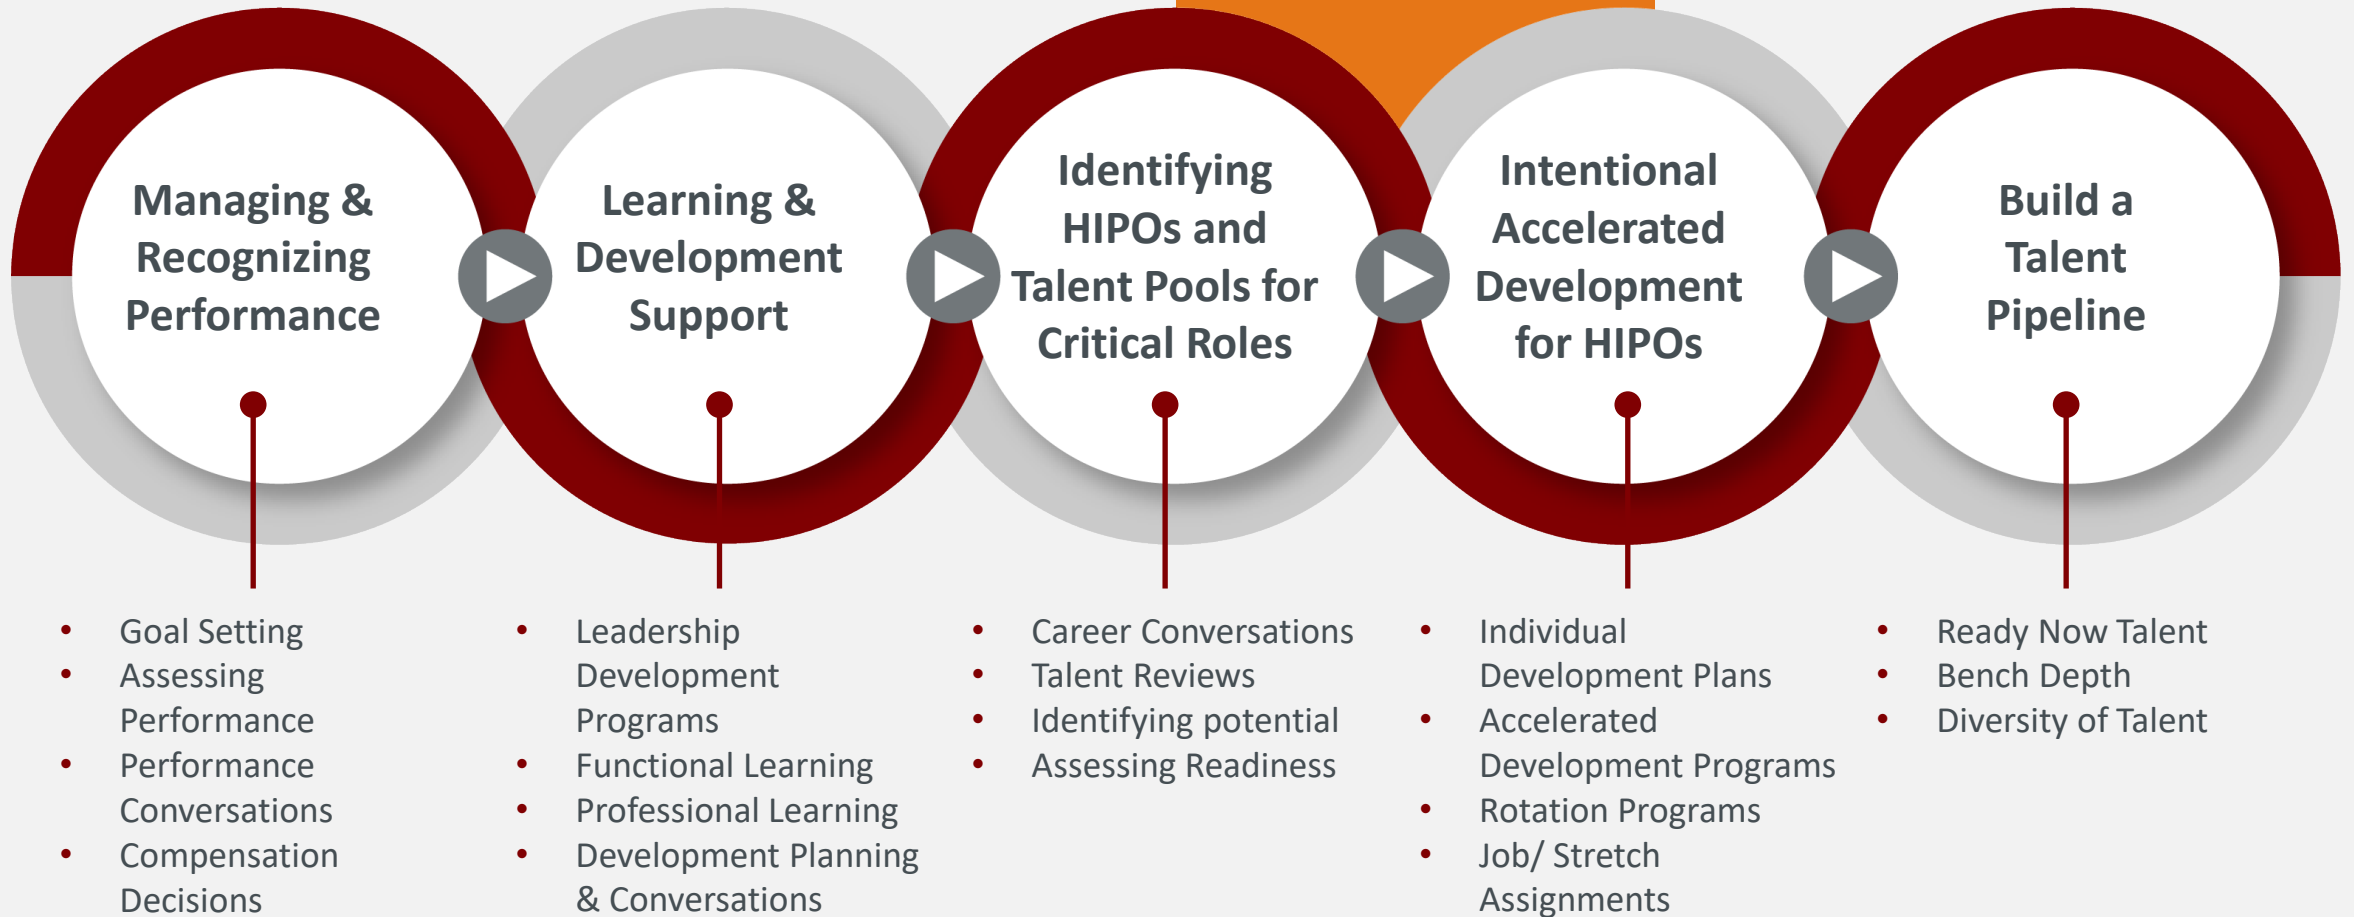 Managing &
Recognizing
Performance
Learning &
Development
Support
Identifying
HIPOs and
Talent Pools for
Critical Roles
Intentional
Accelerated
Development
for HIPOs
Build a
Talent
Pipeline
• Goal Setting
• Assessing
Performance
• Performance
Conversations
• Compensation
Decisions
• Leadership
Development
Programs
• Functional Learning
• Professional Learning
• Development Planning
& Conversations
• Career Conversations
• Talent Reviews
• Identifying potential
• Assessing Readiness
• Individual
Development Plans
• Accelerated
Development Programs
• Rotation Programs
• Job/ Stretch
Assignments
• Ready Now Talent
• Bench Depth
• Diversity of Talent